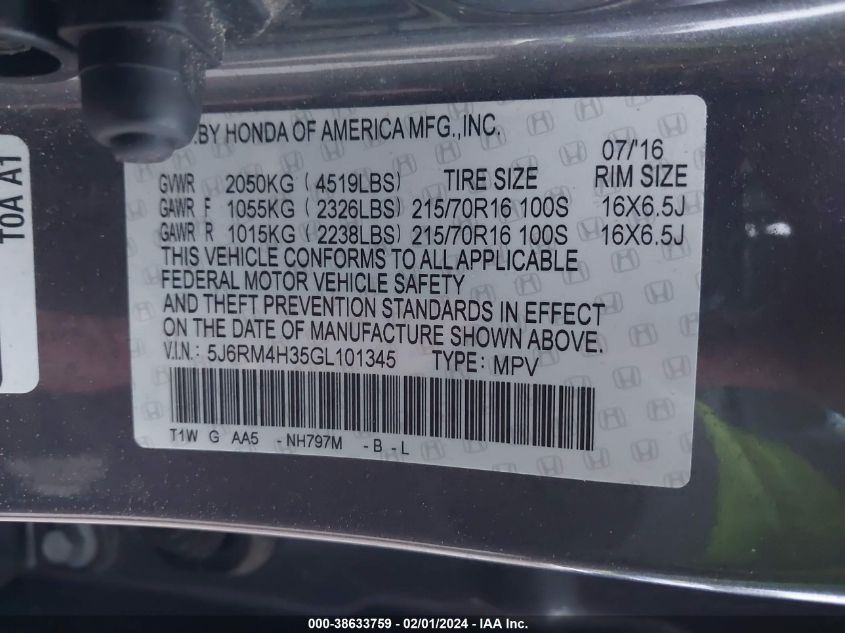 .BY HONDA OF AMERICA MFG.,INC.
07/'16
GVWR 2050KG (4519LBS) TIRE SIZE RIM SIZE
GAWR F 1055KG (2326LBS) 215/70R16 100S 16X6.5J
GAWR R 1015KG (2238LBS) 215/70R16 100S 16X6.5J
THIS VEHICLE CONFORMS TO ALL APPLICABLE
FEDERAL MOTOR VEHICLE SAFETY
AND THEFT PREVENTION STANDARDS IN EFFECT
ON THE DATE OF MANUFACTURE SHOWN ABOVE.
V.I.N.: 5J6RM4H35GL101345 TYPE: MPV
T1W G AA5 -NH797M -B-L
T0A A1
000-38633759 - 02/01/2024 - © IAA Holdings, LLC.